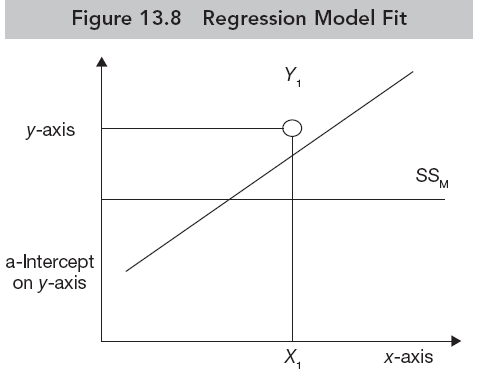 Figure 13.8 Regression Model Fit
Y₁
y-axis
SSM
a-Intercept
on y-axis
X₁
x-axis